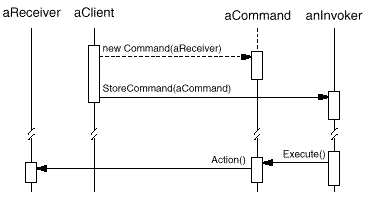 aReceiver aClient aCommand anInvoker
new Command(aReceiver)
StoreCommand(aCommand)
Action() Execute()